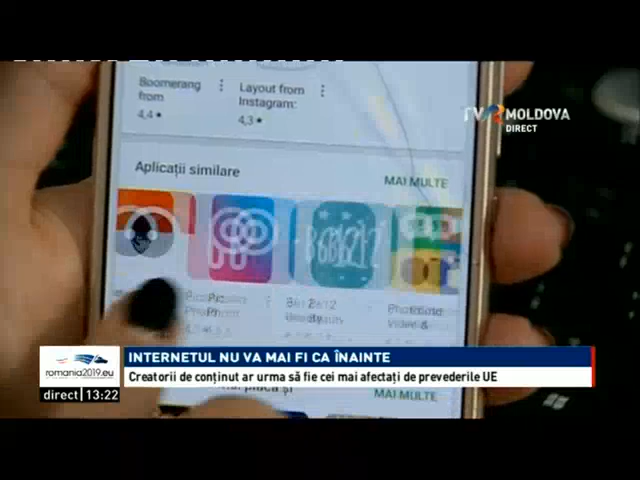 Boomerang
from
4,4
Layout from
Instagram:
4,3
TVR MOLDOVA
DIRECT
Aplicații similare
MAI MULTE
B612
romania2019.eu
INTERNETUL NU VA MAI FI CA ÎNAINTE
Creatorii de conținut ar urma să fie cei mai afectați de prevederile UE
direct 13:22
MAI MULTE